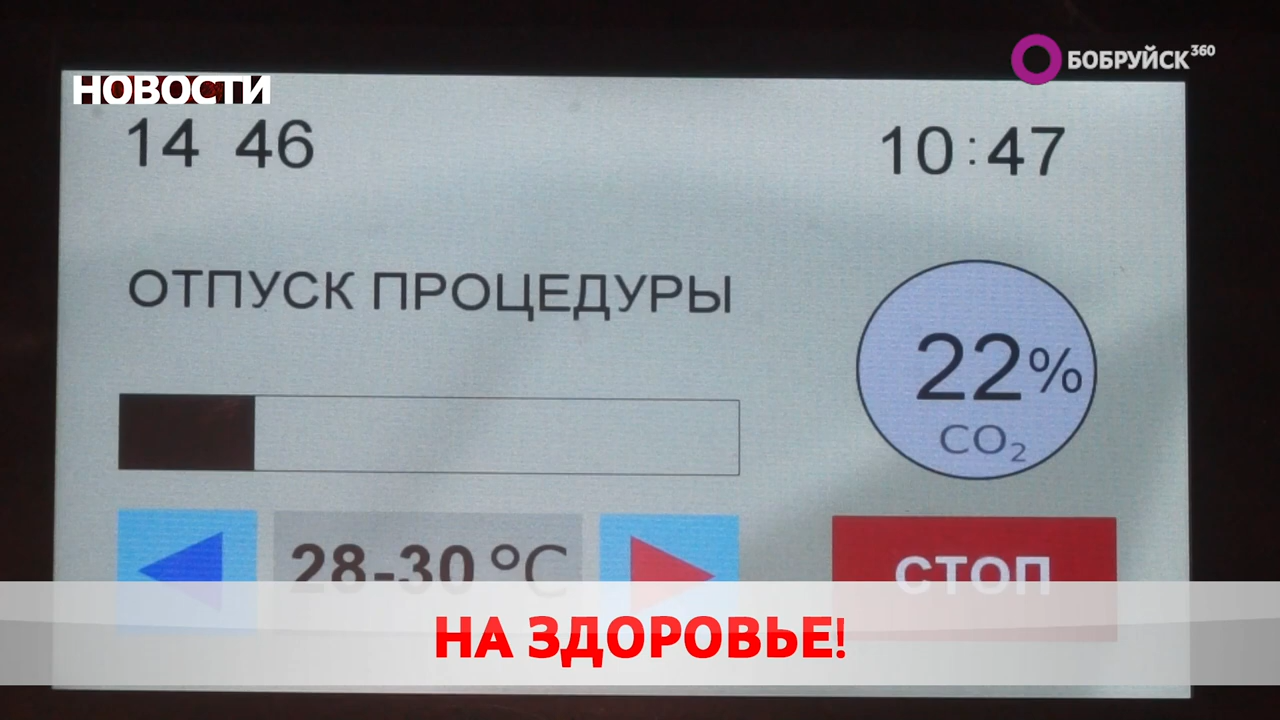 БОБРУЙСК360
НОВОСТИ
14 46
10:47
ОТПУСК ПРОЦЕДУРЫ
22%
CO₂
28-30 °C
СТОП
НА ЗДОРОВЬЕ!